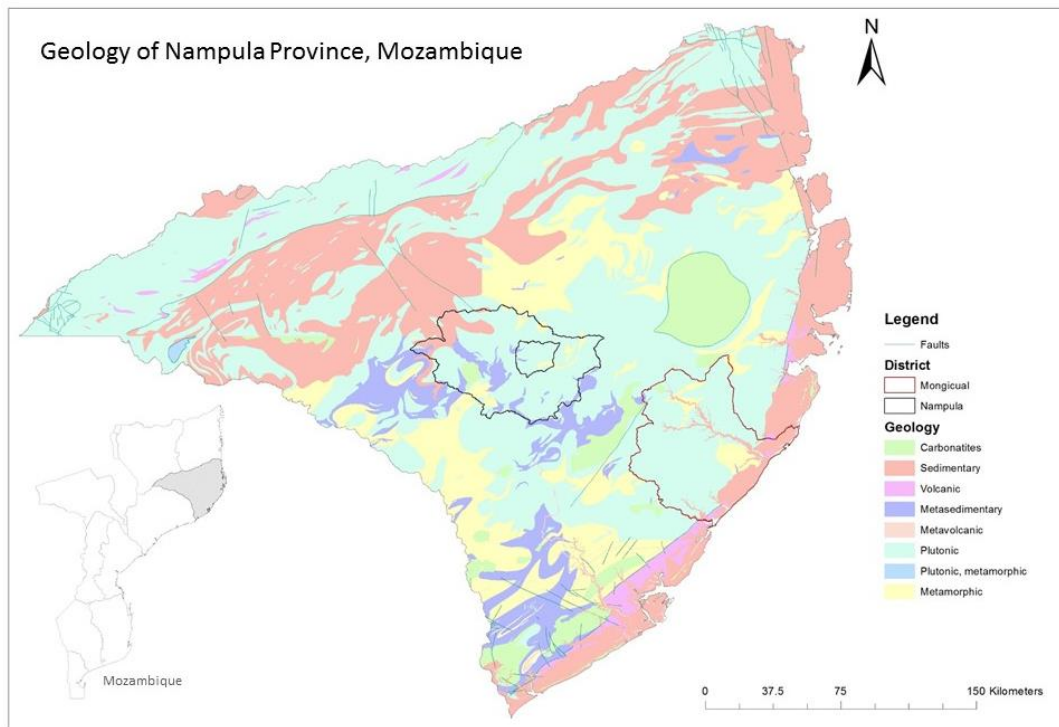 Geology of Nampula Province, Mozambique
N
Legend
Faults
District
Mongicual
Nampula
Geology
Carbonatites
Sedimentary
Volcanic
Metasedimentary
Metavolcanic
Plutonic
Plutonic, metamorphic
Metamorphic
Mozambique
0 37.5 75 150 Kilometers